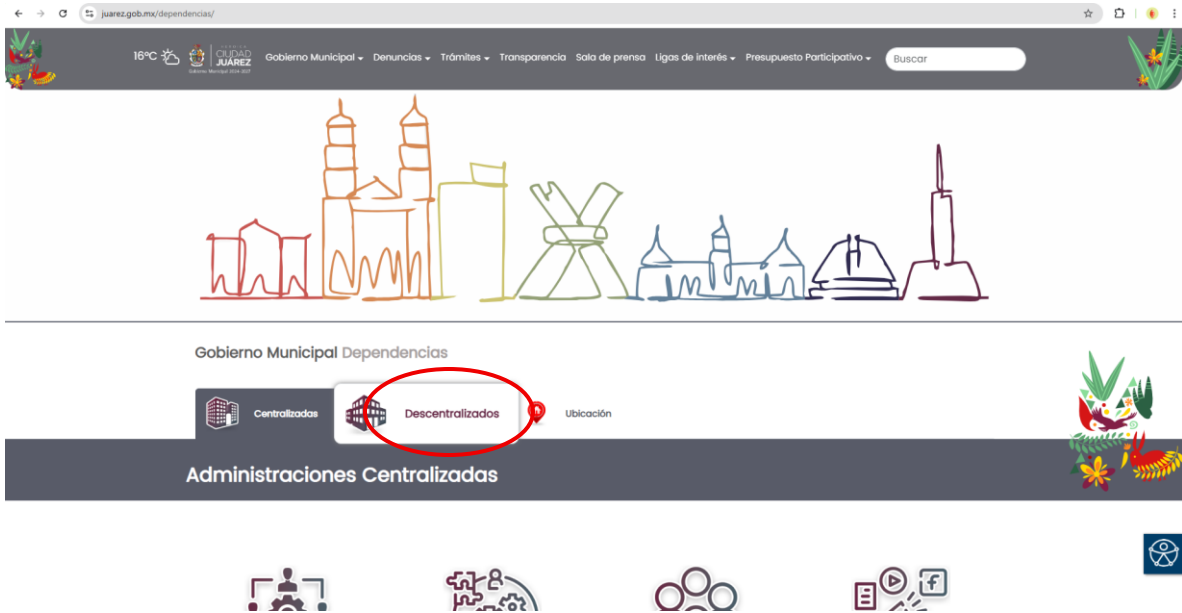 juarez.gob.mx/dependencias/
16°C CIUDAD JUÁREZ Gobierno Municipal Denuncias Trámites Transparencia Sala de prensa Ligas de interés Presupuesto Participativo Buscar
Gobierno Municipal Dependencias
Centralizadas Descentralizados Ubicación
Administraciones Centralizadas